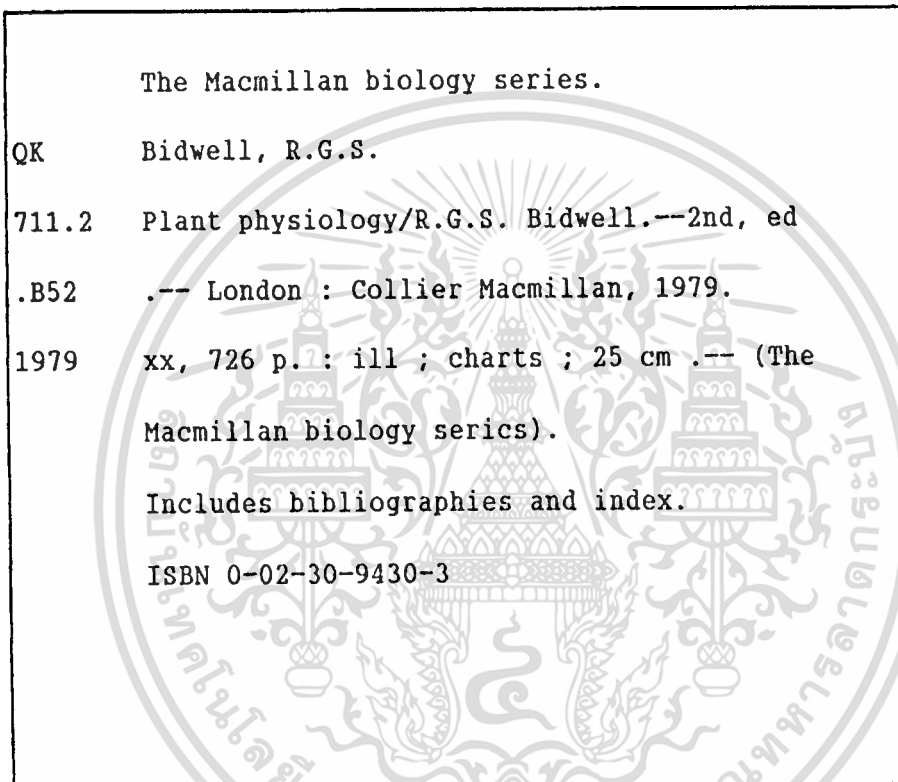 The Macmillan biology series.
QK Bidwell, R.G.S.
711.2 Plant physiology/R.G.S. Bidwell.--2nd, ed
.B52 .-- London : Collier Macmillan, 1979.
1979 xx, 726 p. : ill ; charts ; 25 cm .-- (The
Macmillan biology serics).
Includes bibliographies and index.
ISBN 0-02-30-9430-3